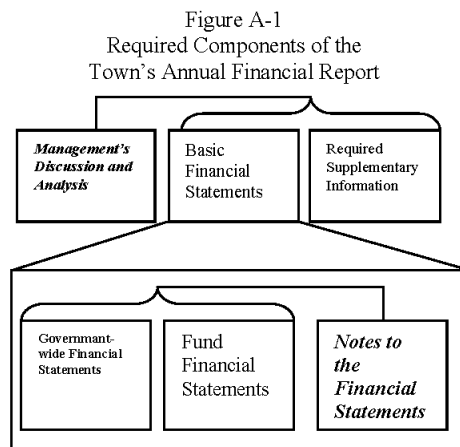 Figure A-1
Required Components of the
Town's Annual Financial Report
Management's
Discussion and
Analysis
Basic
Financial
Statements
Required
Supplementary
Information
Governmant-
wide Financial
Statements
Fund
Financial
Statements
Notes to
the
Financial
Statements